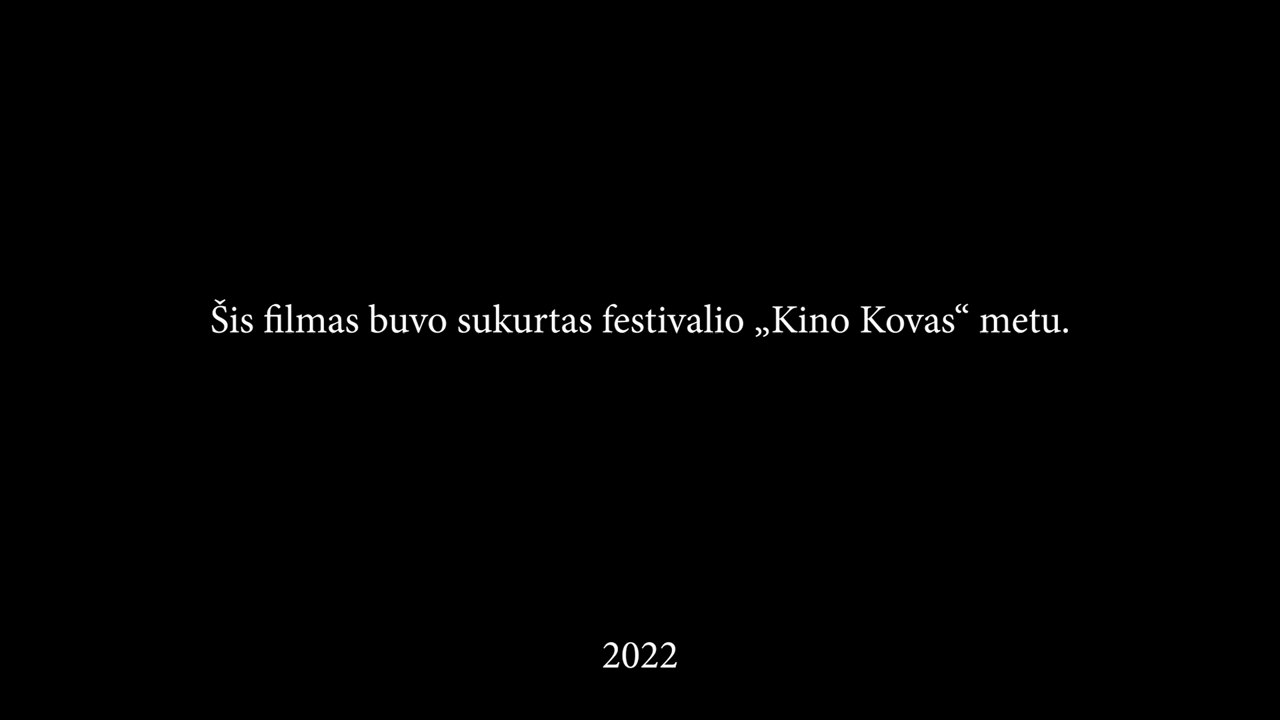 Šis filmas buvo sukurtas festivalio „Kino Kovas“ metu.
2022